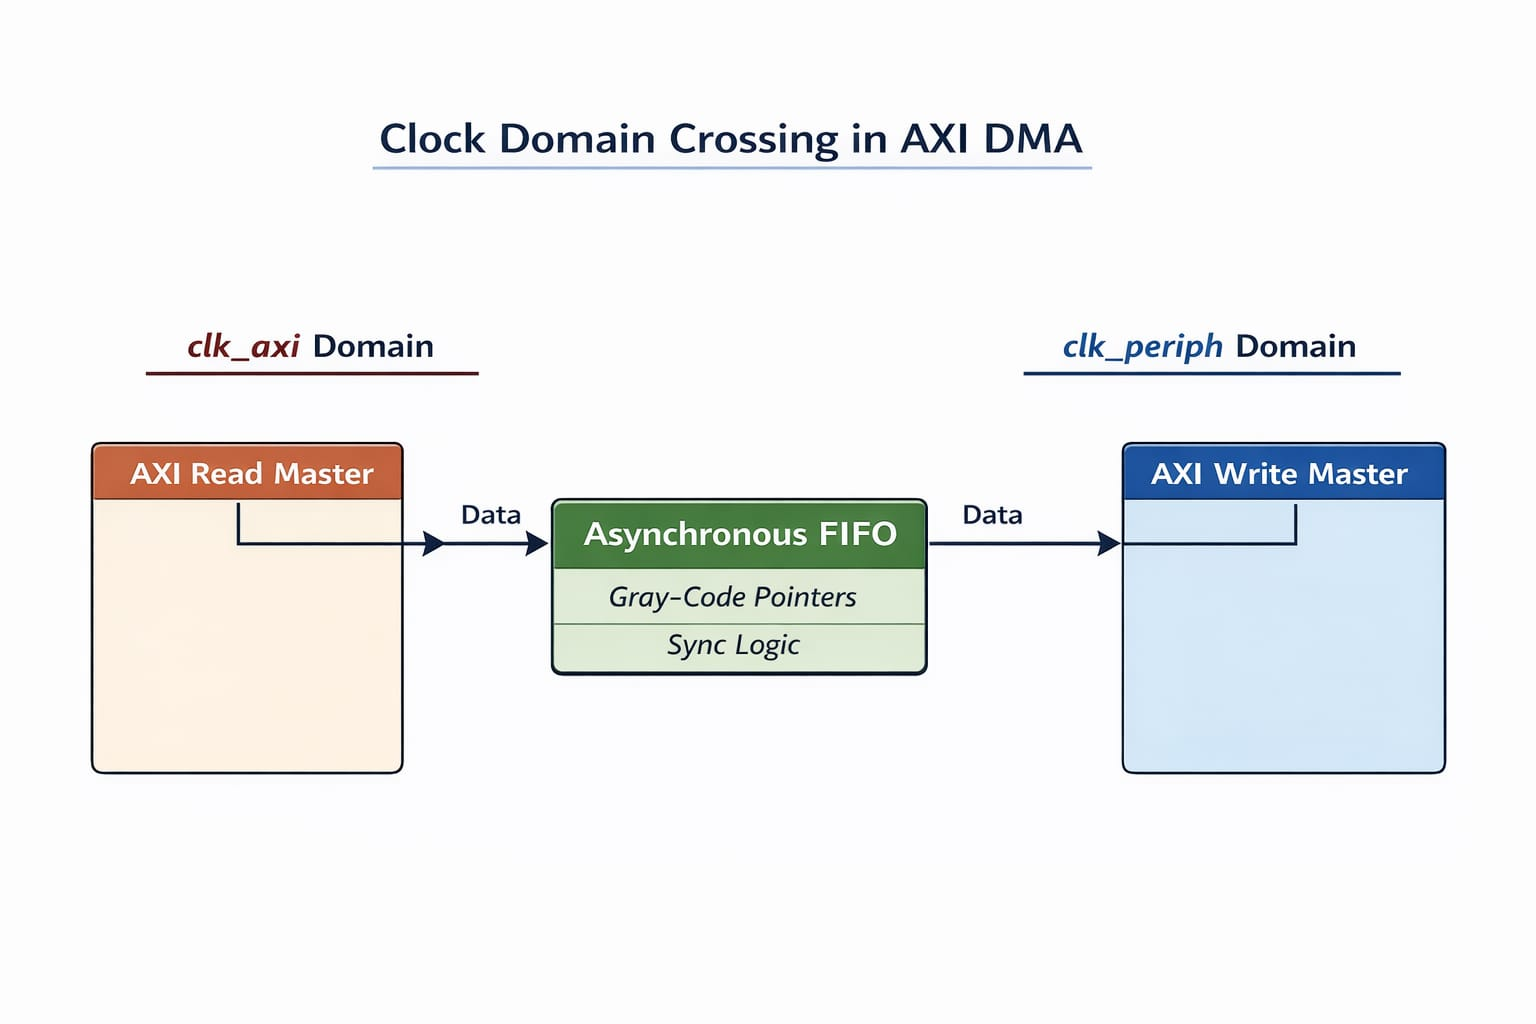 Clock Domain Crossing in AXI DMA
clk_axi Domain
clk_periph Domain
AXI Read Master
AXI Write Master
Data
Data
Asynchronous FIFO
Gray-Code Pointers
Sync Logic